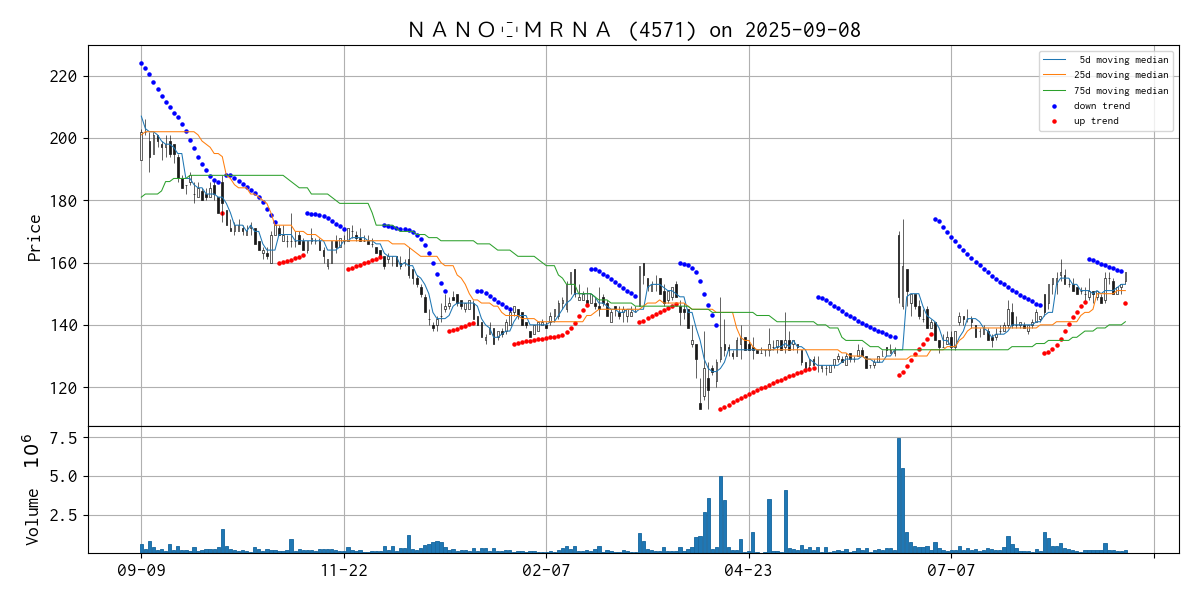 ＮＡＮＯ ＭＲＮＡ (4571) on 2025-09-08
5d moving median
25d moving median
75d moving median
down trend
up trend
Price
220
200
180
160
140
120
Volume 10^6
7.5
5.0
2.5
09-09 11-22 02-07 04-23 07-07